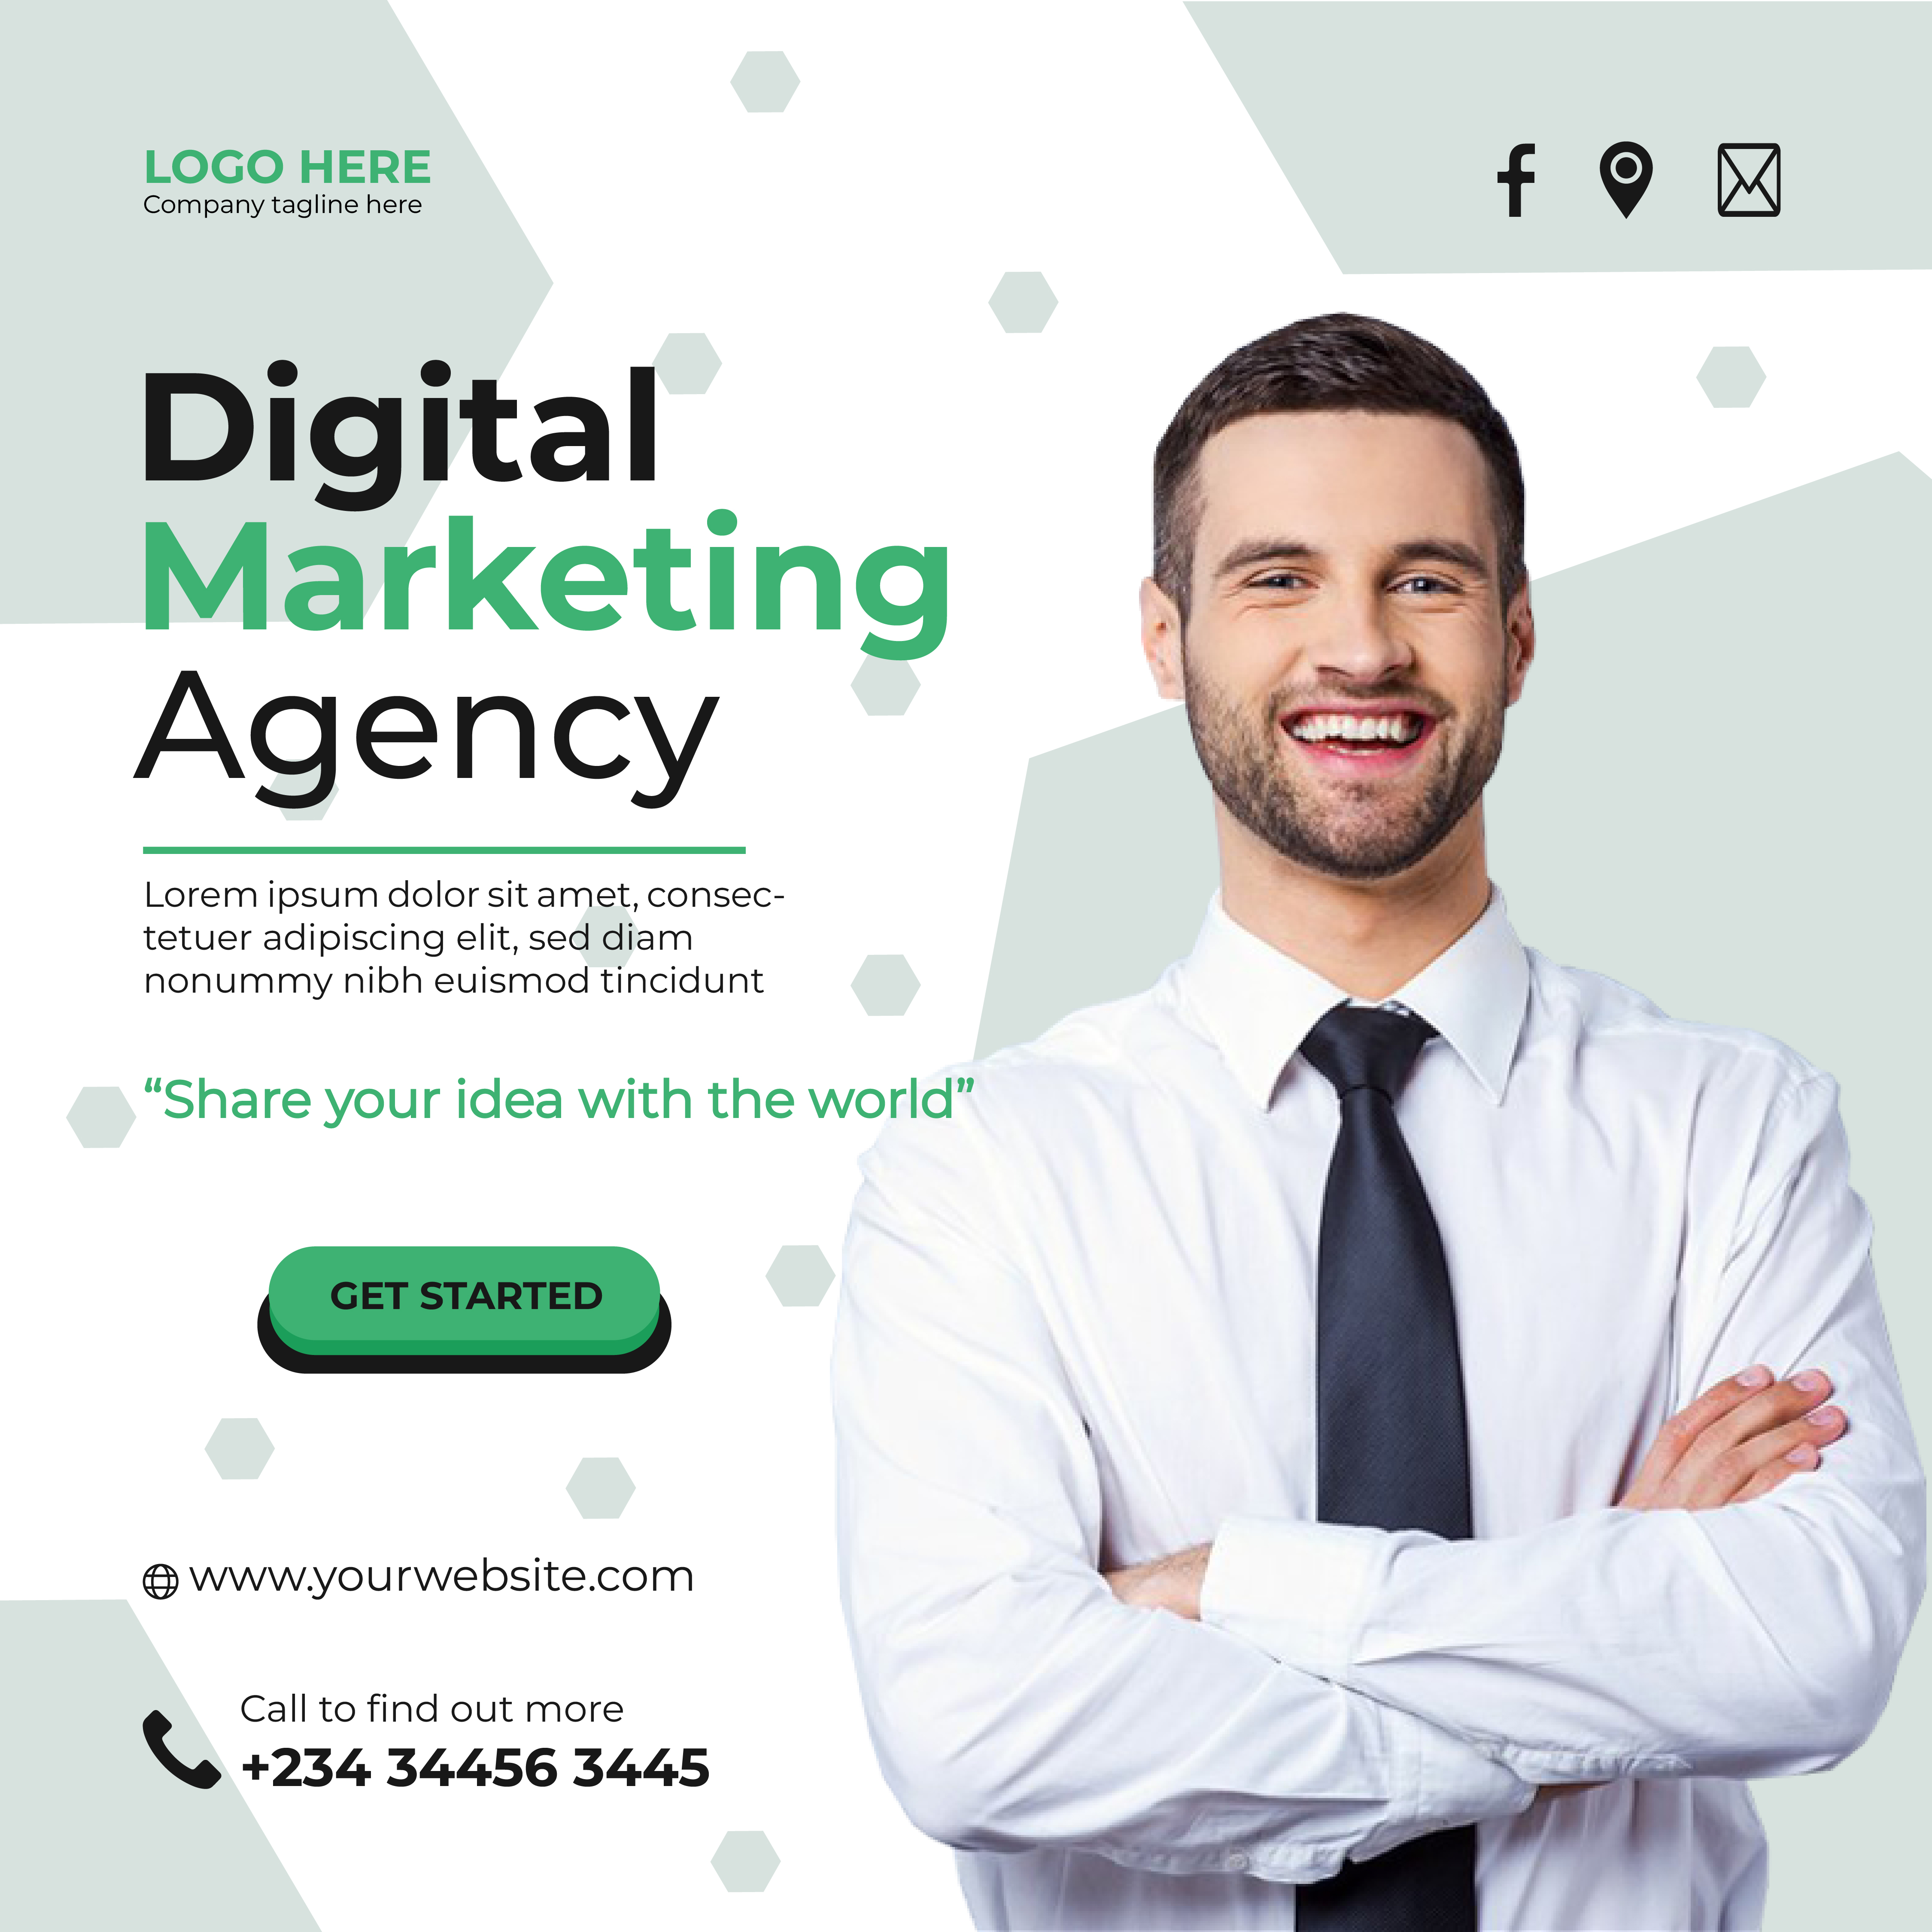 LOGO HERE
Company tagline here
Digital
Marketing
Agency
Lorem ipsum dolor sit amet, consec-
tetuer adipiscing elit, sed diam
nonummy nibh euismod tincidunt
“Share your idea with the world”
GET STARTED
www.yourwebsite.com
Call to find out more
+234 34456 3445